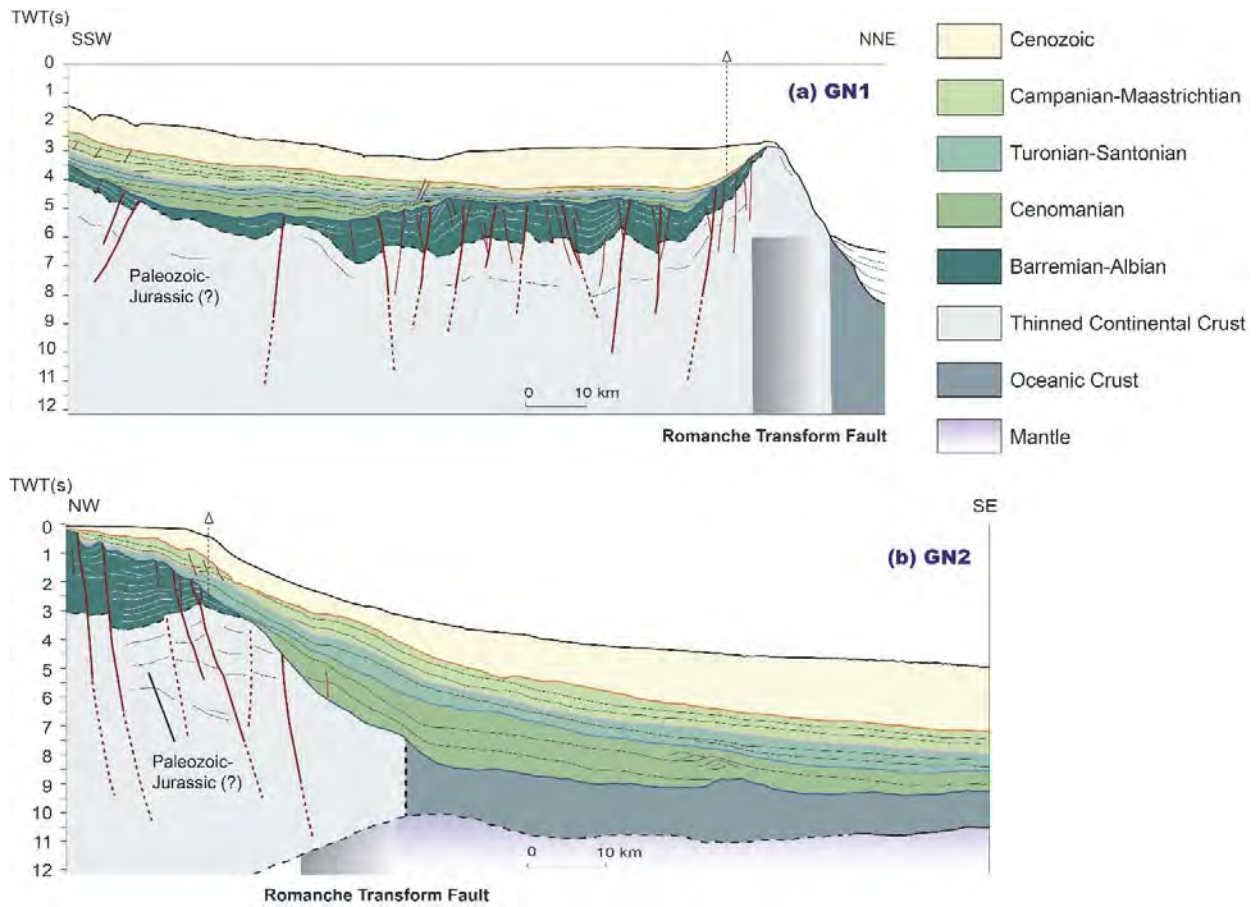 TWT(s)
SSW
NNE
(a) GN1
0
1
2
3
4
5
6
7
8
9
10
11
12
Paleozoic-
Jurassic (?)
0 10 km
Romanche Transform Fault
Cenozoic
Campanian-Maastrichtian
Turonian-Santonian
Cenomanian
Barremian-Albian
Thinned Continental Crust
Oceanic Crust
Mantle
TWT(s)
NW
SE
(b) GN2
0
1
2
3
4
5
6
7
8
9
10
11
12
Paleozoic-
Jurassic (?)
0 10 km
Romanche Transform Fault